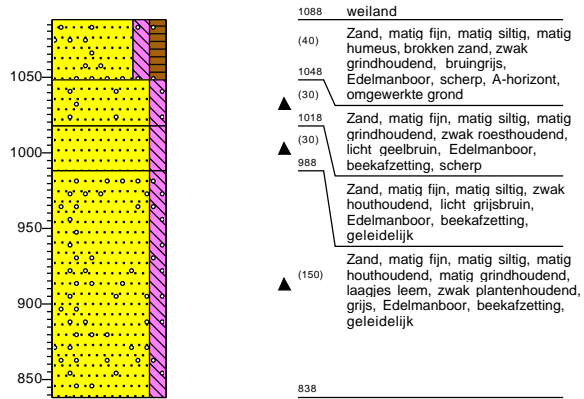 1088 weiland
(40) Zand, matig fijn, matig siltig, matig
humeus, brokken zand, zwak
grindhoudend, bruingrijs,
Edelmanboor, scherp, A-horizont,
omgewerkte grond
1048
(30)
1018
Zand, matig fijn, matig siltig, matig
grindhoudend, zwak roesthoudend,
licht geelbruin, Edelmanboor,
beekafzetting, scherp
(30)
988
Zand, matig fijn, matig siltig, zwak
houthoudend, licht grijsbruin,
Edelmanboor, beekafzetting,
geleidelijk
Zand, matig fijn, matig siltig, matig
(150) houthoudend, matig grindhoudend,
laagjes leem, zwak plantenhoudend,
grijs, Edelmanboor, beekafzetting,
geleidelijk
838
1050
1000
950
900
850